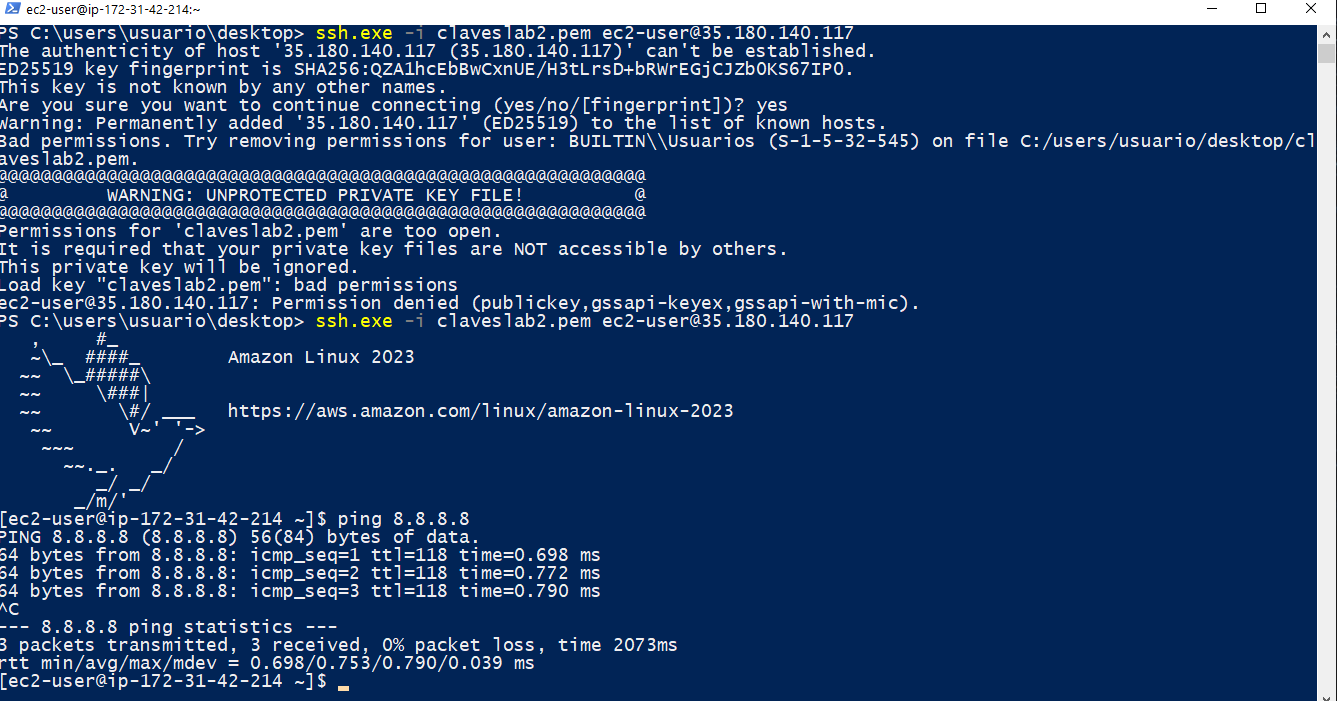 ec2-user@ip-172-31-42-214:~
PS C:\users\usuario\desktop> ssh.exe -i claveslab2.pem ec2-user@35.180.140.117
The authenticity of host '35.180.140.117 (35.180.140.117)' can't be established.
ED25519 key fingerprint is SHA256:QZA1hcEbBwCxnUE/H3tLrsD+bRWrEGjCJZb0KS67IP0.
This key is not known by any other names.
Are you sure you want to continue connecting (yes/no/[fingerprint])? yes
Warning: Permanently added '35.180.140.117' (ED25519) to the list of known hosts.
Bad permissions. Try removing permissions for user: BUILTIN\\Usuarios (S-1-5-32-545) on file C:/users/usuario/desktop/cl
aveslab2.pem.
@@@@@@@@@@@@@@@@@@@@@@@@@@@@@@@@@@@@@@@@@@@@@@@@@@@@@@@@@@@
@         WARNING: UNPROTECTED PRIVATE KEY FILE!          @
@@@@@@@@@@@@@@@@@@@@@@@@@@@@@@@@@@@@@@@@@@@@@@@@@@@@@@@@@@@
Permissions for 'claveslab2.pem' are too open.
It is required that your private key files are NOT accessible by others.
This private key will be ignored.
Load key "claveslab2.pem": bad permissions
ec2-user@35.180.140.117: Permission denied (publickey,gssapi-keyex,gssapi-with-mic).
PS C:\users\usuario\desktop> ssh.exe -i claveslab2.pem ec2-user@35.180.140.117
   ,     #_
   ~\_  ####_        Amazon Linux 2023
  ~~  \_#####\
  ~~     \###|
  ~~       \#/ ___   https://aws.amazon.com/linux/amazon-linux-2023
   ~~       V~' '->
    ~~~         /
      ~~._.   _/
         _/ _/
       _/m/'
[ec2-user@ip-172-31-42-214 ~]$ ping 8.8.8.8
PING 8.8.8.8 (8.8.8.8) 56(84) bytes of data.
64 bytes from 8.8.8.8: icmp_seq=1 ttl=118 time=0.698 ms
64 bytes from 8.8.8.8: icmp_seq=2 ttl=118 time=0.772 ms
64 bytes from 8.8.8.8: icmp_seq=3 ttl=118 time=0.790 ms
^C
--- 8.8.8.8 ping statistics ---
3 packets transmitted, 3 received, 0% packet loss, time 2073ms
rtt min/avg/max/mdev = 0.698/0.753/0.790/0.039 ms
[ec2-user@ip-172-31-42-214 ~]$